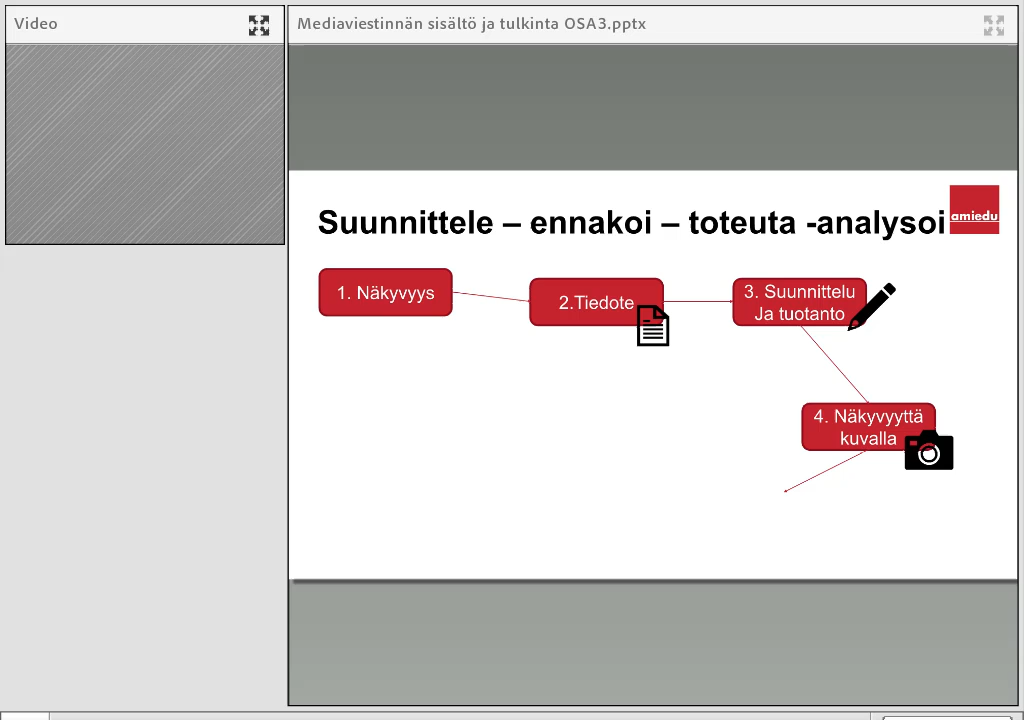 Video
Mediaviestinnän sisältö ja tulkinta OSA3.pptx
Suunnittele – ennakoi – toteuta -analysoi
amiedu
1. Näkyvyys
2.Tiedote
3. Suunnittelu
Ja tuotanto
4. Näkyvyyttä
kuvalla